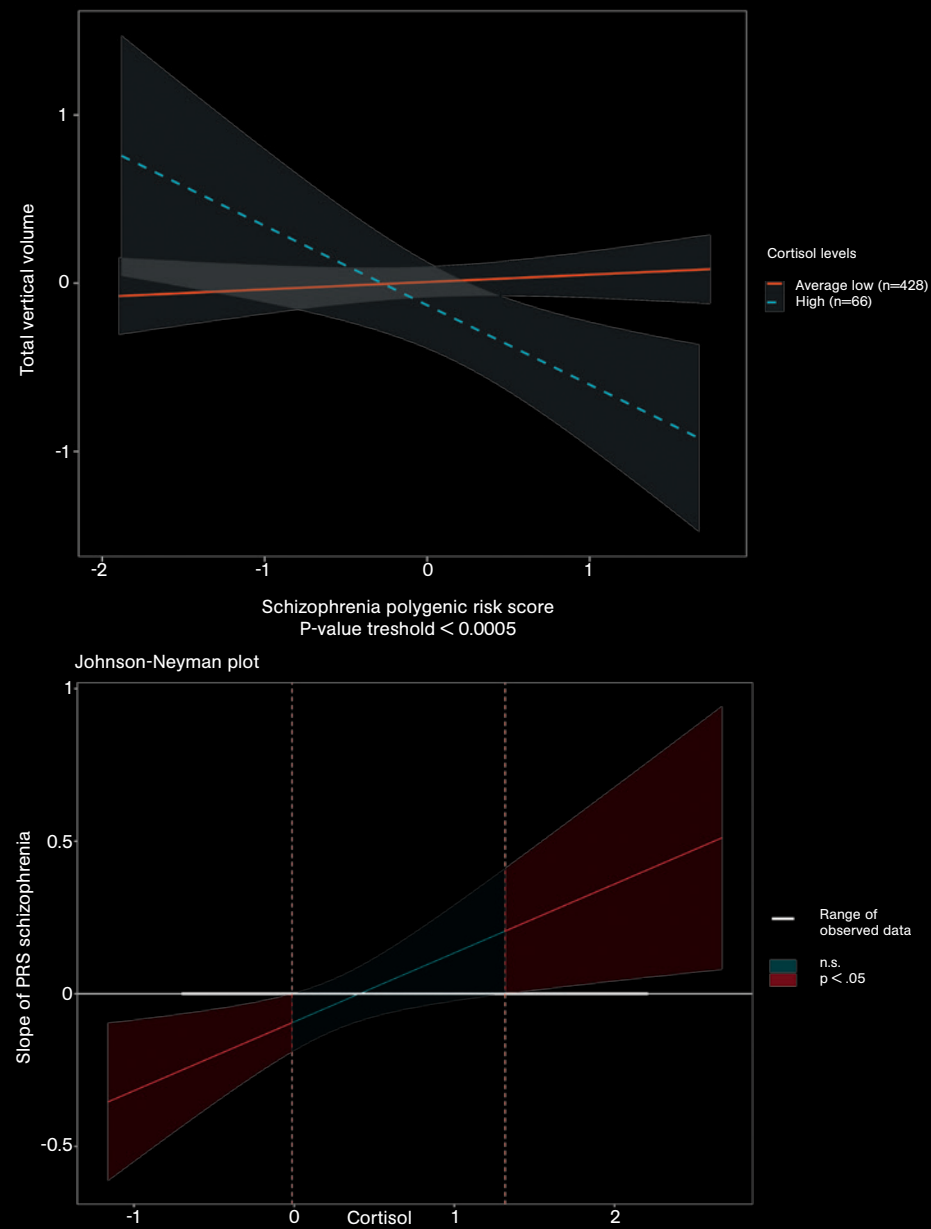 1
0
-1
Total vertical volume
-2
-1
0
1
Schizophrenia polygenic risk score
P-value treshold < 0.0005
Cortisol levels
Average low (n=428)
High (n=66)
Johnson-Neyman plot
1
0.5
0
-0.5
Slope of PRS schizophrenia
-1
0
1
2
Cortisol
Range of
observed data
n.s.
p < .05